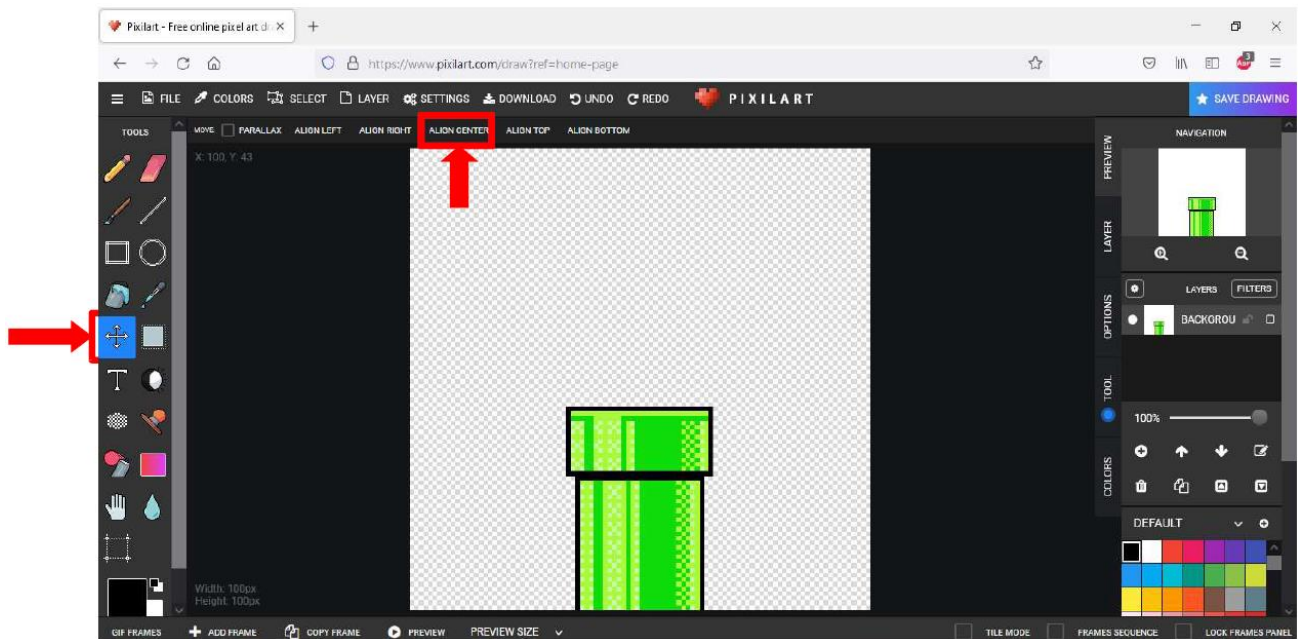 Pixilart - Free online pixel art dr
https://www.pixilart.com/draw?ref=home-page
FILE COLORS SELECT LAYER SETTINGS DOWNLOAD UNDO REDO PIXILART SAVE DRAWING
TOOLS MOVE PARALLAX ALIGN LEFT ALIGN RIGHT ALIGN CENTER ALIGN TOP ALIGN BOTTOM NAVIGATION
X: 100, Y: 43
PREVIEW
LAYER
OPTIONS
TOOL
COLORS
LAYERS FILTERS
BACKGROU
100%
DEFAULT
Width: 100px
Height: 100px
GIF FRAMES ADD FRAME COPY FRAME PREVIEW PREVIEW SIZE TILE MODE FRAMES SEQUENCE LOCK FRAMES PANEL